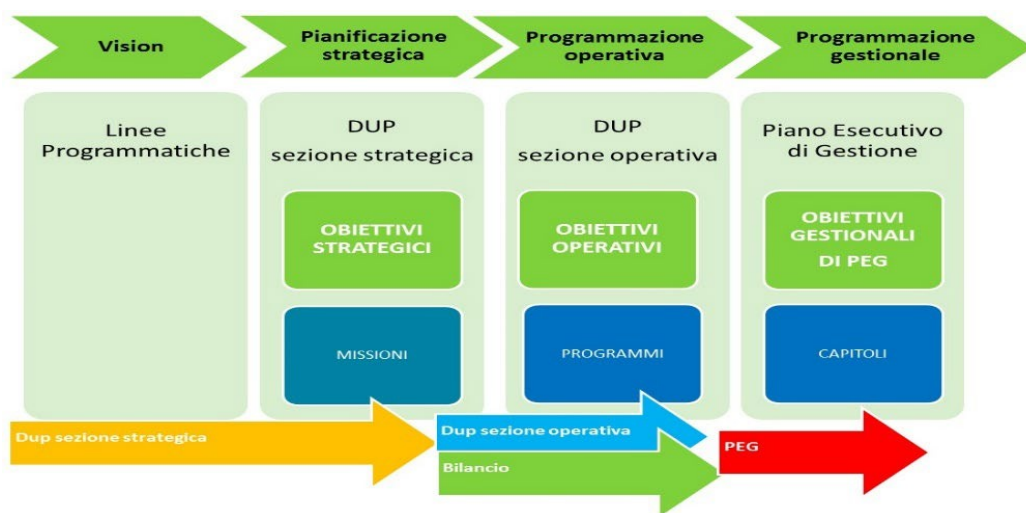 Vision
Pianificazione
strategica
Programmazione
operativa
Programmazione
gestionale
Linee
Programmatiche
DUP
sezione strategica
DUP
sezione operativa
Piano Esecutivo
di Gestione
OBIETTIVI
STRATEGICI
OBIETTIVI
OPERATIVI
OBIETTIVI
GESTIONALI
DI PEG
MISSIONI
PROGRAMMI
CAPITOLI
Dup sezione strategica
Dup sezione operativa
Bilancio
PEG